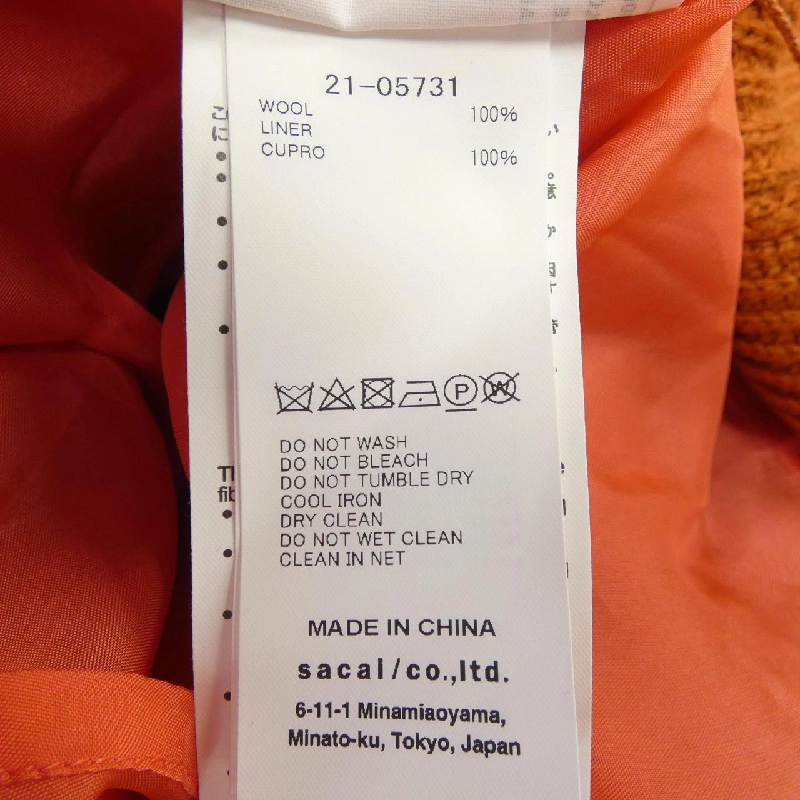 21-05731
WOOL 100%
LINER
CUPRO 100%
P
W
DO NOT WASH
DO NOT BLEACH
DO NOT TUMBLE DRY
COOL IRON
DRY CLEAN
DO NOT WET CLEAN
CLEAN IN NET
MADE IN CHINA
sacai/co.,ltd.
6-11-1 Minamiaoyama,
Minato-ku, Tokyo, Japan